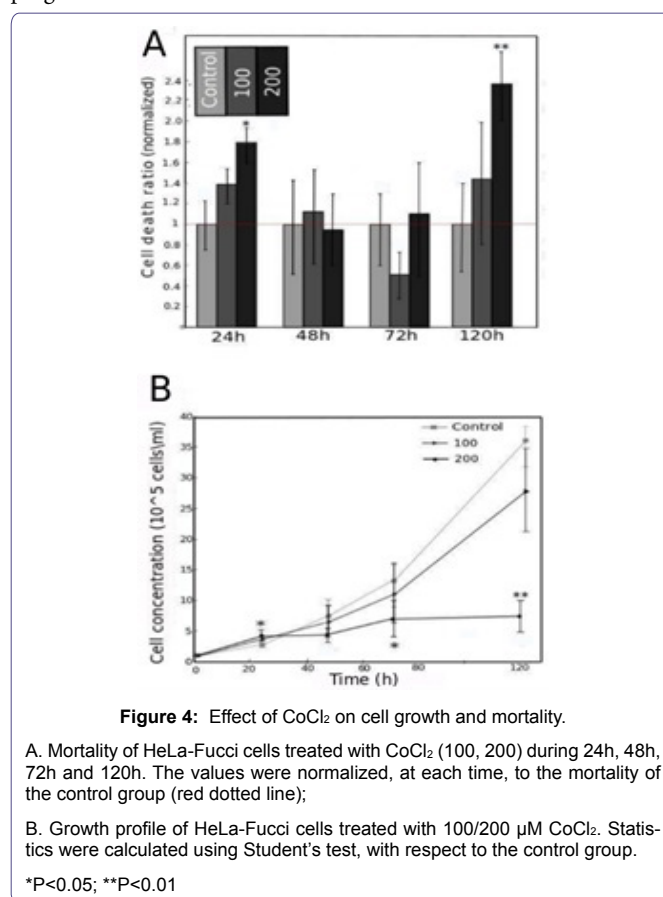 A
Control
100
200
Cell death ratio (normalized)
2.4
2.2
2.0
1.8
1.6
1.4
1.2
1
0.8
0.6
0.4
0.2
*
**
24h
48h
72h
120h
B
Cell concentration (10^5 cells\ml)
40
35
30
25
20
15
10
5
0
Control
100
200
*
*
**
0
20
40
60
80
120
Time (h)
Figure 4: Effect of CoCl₂ on cell growth and mortality.
A. Mortality of HeLa-Fucci cells treated with CoCl₂ (100, 200) during 24h, 48h,
72h and 120h. The values were normalized, at each time, to the mortality of
the control group (red dotted line);
B. Growth profile of HeLa-Fucci cells treated with 100/200 µM CoCl₂. Statis-
tics were calculated using Student’s test, with respect to the control group.
*P<0.05; **P<0.01